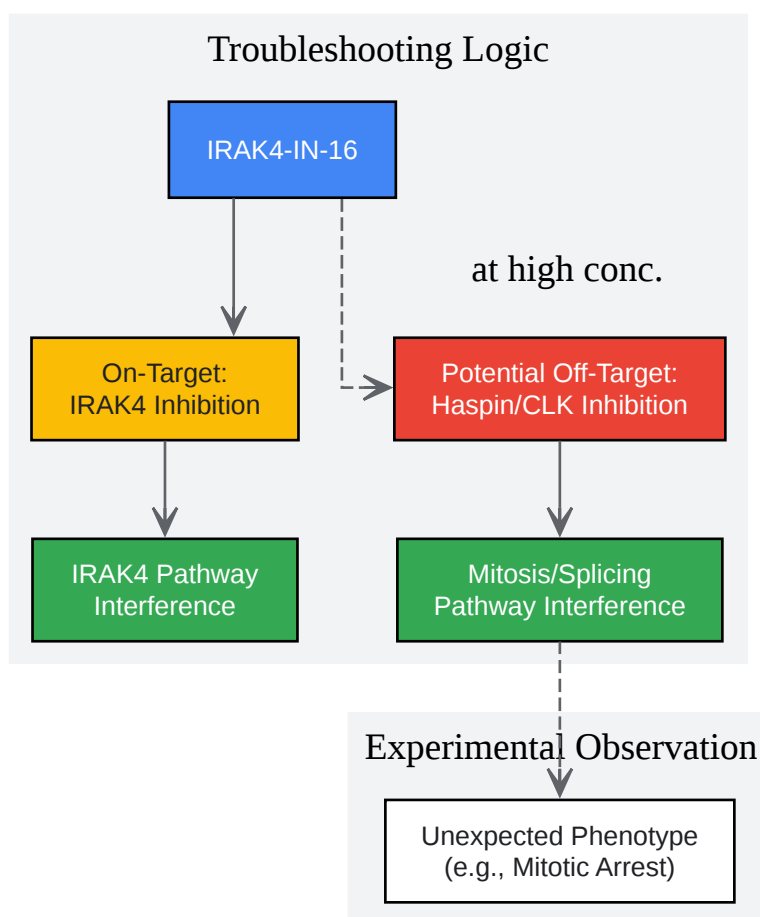 Troubleshooting Logic
IRAK4-IN-16
at high conc.
On-Target:
IRAK4 Inhibition
Potential Off-Target:
Haspin/CLK Inhibition
IRAK4 Pathway
Interference
Mitosis/Splicing
Pathway Interference
Experimental Observation
Unexpected Phenotype
(e.g., Mitotic Arrest)